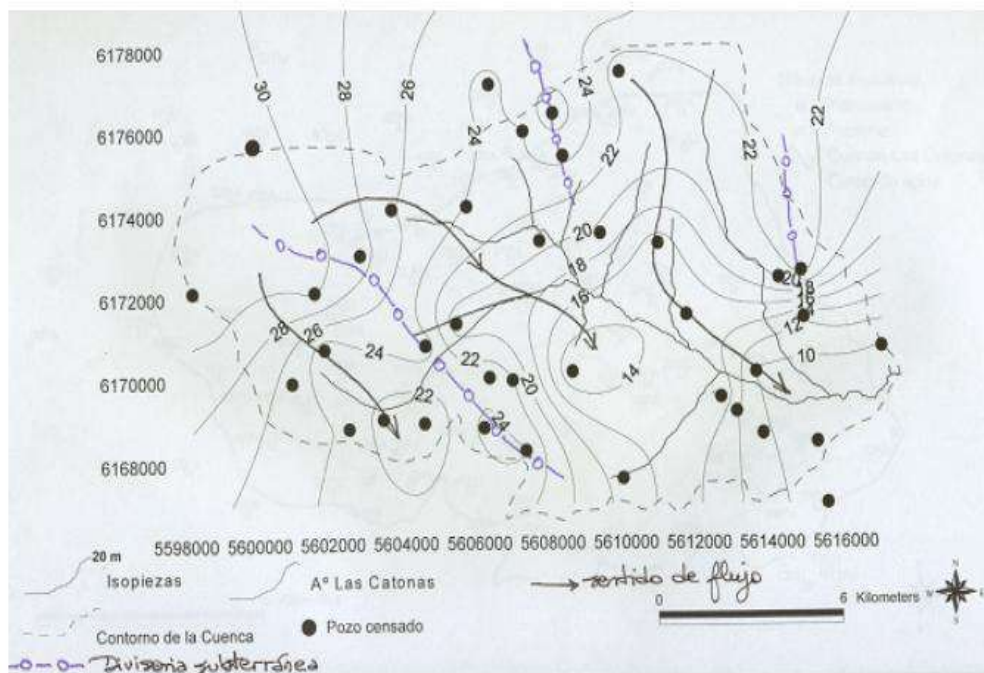 6178000
6176000
6174000
6172000
6170000
6168000
30
28
26
24
24
22
22
22
20
18
16
14
20
18
12
10
28
26
24
22
22
20
24
5598000 5600000 5602000 5604000 5606000 5608000 5610000 5612000 5614000 5616000
20 m
Isopiezas
Aº Las Catonas
sentido de flujo
0 6 Kilometers
Contorno de la Cuenca
Pozo censado
Divisoria subterránea
N
W
E